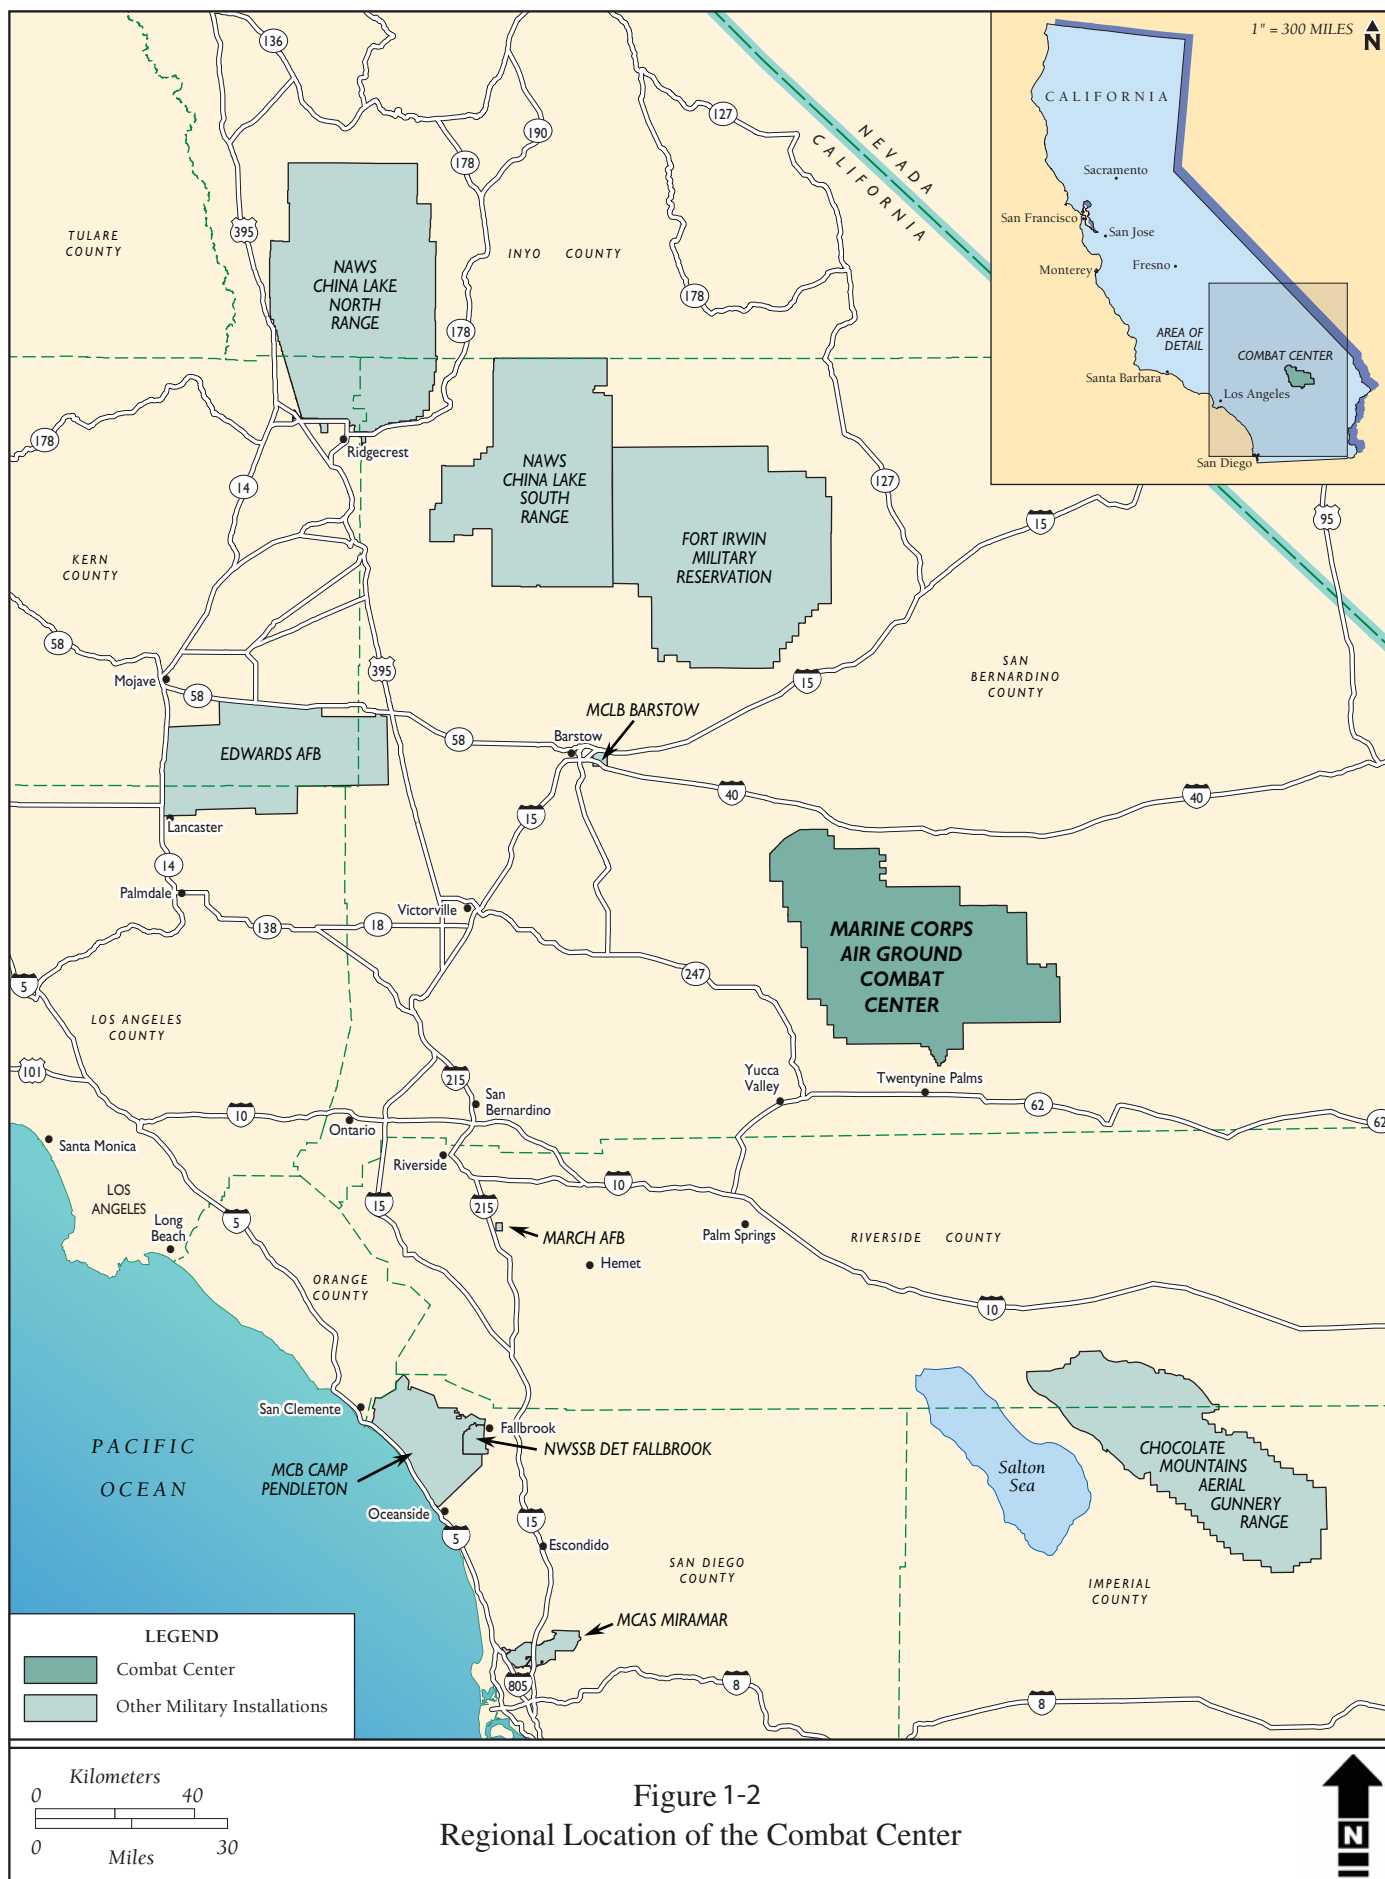 1" = 300 MILES
N
CALIFORNIA
Sacramento
San Francisco
San Jose
Monterey
Fresno
AREA OF
DETAIL
COMBAT CENTER
Santa Barbara
Los Angeles
San Diego
136
190
127
178
NEVADA
CALIFORNIA
395
TULARE
COUNTY
INYO COUNTY
NAWS
CHINA LAKE
NORTH
RANGE
178
178
178
Ridgecrest
14
NAWS
CHINA LAKE
SOUTH
RANGE
127
15
95
FORT IRWIN
MILITARY
RESERVATION
KERN
COUNTY
58
395
SAN
BERNARDINO
COUNTY
Mojave
58
15
MCLB BARSTOW
58
Barstow
EDWARDS AFB
40
40
15
Lancaster
14
Palmdale
Victorville
138
18
MARINE CORPS
AIR GROUND
COMBAT
CENTER
247
5
LOS ANGELES
COUNTY
101
215
Yucca
Valley
Twentynine Palms
San
Bernardino
10
62
62
Ontario
Santa Monica
Riverside
10
LOS
ANGELES
15
215
Long
Beach
5
MARCH AFB
Palm Springs
RIVERSIDE COUNTY
Hemet
ORANGE
COUNTY
10
San Clemente
Fallbrook
NWSSB DET FALLBROOK
PACIFIC
OCEAN
MCB CAMP
PENDLETON
Salton
Sea
CHOCOLATE
MOUNTAINS
AERIAL
GUNNERY
RANGE
Oceanside
15
5
Escondido
SAN DIEGO
COUNTY
IMPERIAL
COUNTY
MCAS MIRAMAR
805
8
8
LEGEND
Combat Center
Other Military Installations
Kilometers
0 40
0 30
Miles
Figure 1-2
Regional Location of the Combat Center
N